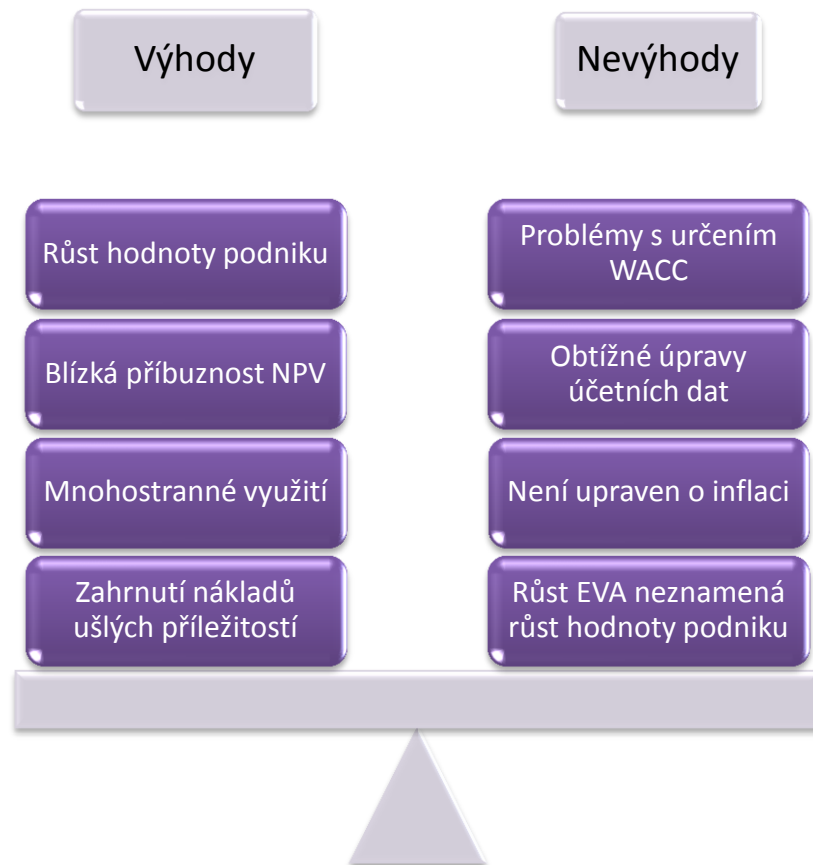 Výhody
Nevýhody
Růst hodnoty podniku
Blízká příbuznost NPV
Mnohostranné využití
Zahrnutí nákladů
ušlých příležitostí
Problémy s určením
WACC
Obtížné úpravy
účetních dat
Není upraven o inflaci
Růst EVA neznamená
růst hodnoty podniku